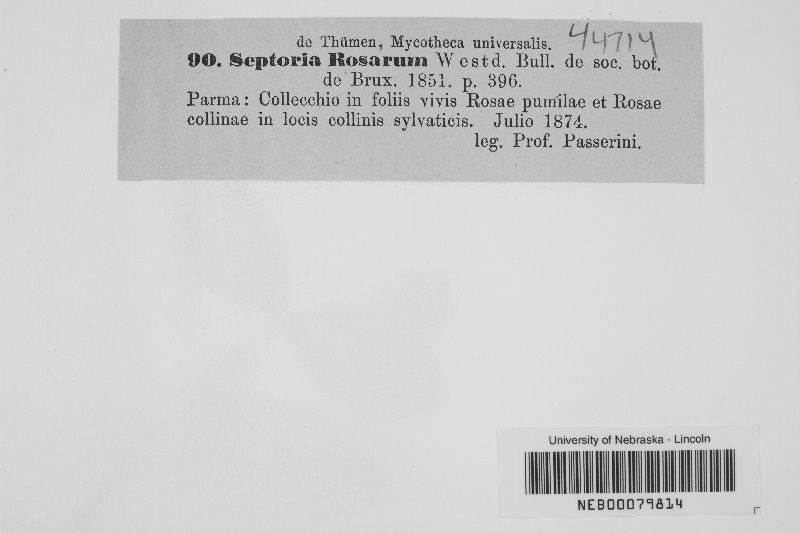 de Thümen, Mycotheca universalis. 44714
90. Septoria Rosarum Westd. Bull. de soc. bot.
de Brux. 1851. p. 396.
Parma: Collecchio in foliis vivis Rosae pumilae et Rosae
collinae in locis collinis sylvaticis. Julio 1874.
leg. Prof. Passerini.
University of Nebraska - Lincoln
NEB00079814